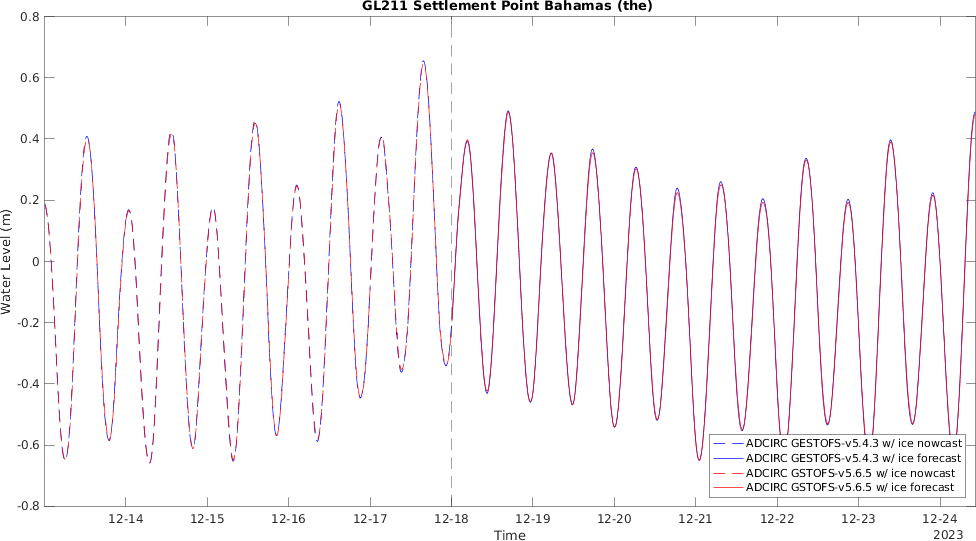 GL211 Settlement Point Bahamas (the)
0.8
0.6
0.4
0.2
0
-0.2
-0.4
-0.6
-0.8
Water Level (m)
ADCIRC GESTOFS-v5.4.3 w/ ice nowcast
ADCIRC GESTOFS-v5.4.3 w/ ice forecast
ADCIRC GSTOFS-v5.6.5 w/ ice nowcast
ADCIRC GSTOFS-v5.6.5 w/ ice forecast
12-14 12-15 12-16 12-17 12-18 12-19 12-20 12-21 12-22 12-23 12-24
Time
2023